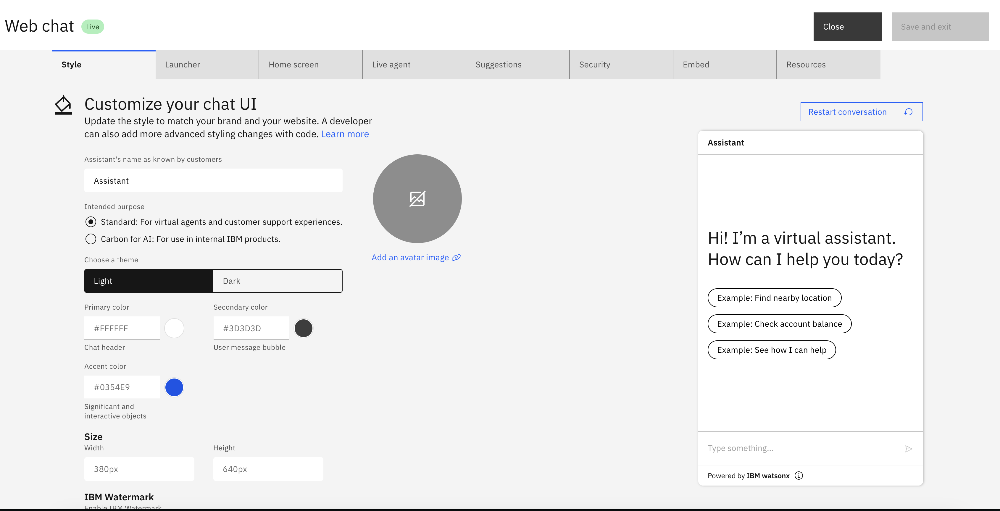 Web chat
Live
Close
Save and exit
Style
Launcher
Home screen
Live agent
Suggestions
Security
Embed
Resources
Customize your chat UI
Update the style to match your brand and your website. A developer
can also add more advanced styling changes with code. Learn more
Assistant's name as known by customers
Assistant
Intended purpose
Standard: For virtual agents and customer support experiences.
Carbon for AI: For use in internal IBM products.
Add an avatar image
Choose a theme
Light
Dark
Primary color
Secondary color
#FFFFFF
#3D3D3D
Chat header
User message bubble
Accent color
#0354E9
Significant and
interactive objects
Size
Width
Height
380px
640px
IBM Watermark
Enable IBM Watermark
Restart conversation
Assistant
Hi! I’m a virtual assistant.
How can I help you today?
Example: Find nearby location
Example: Check account balance
Example: See how I can help
Type something...
Powered by IBM watsonx